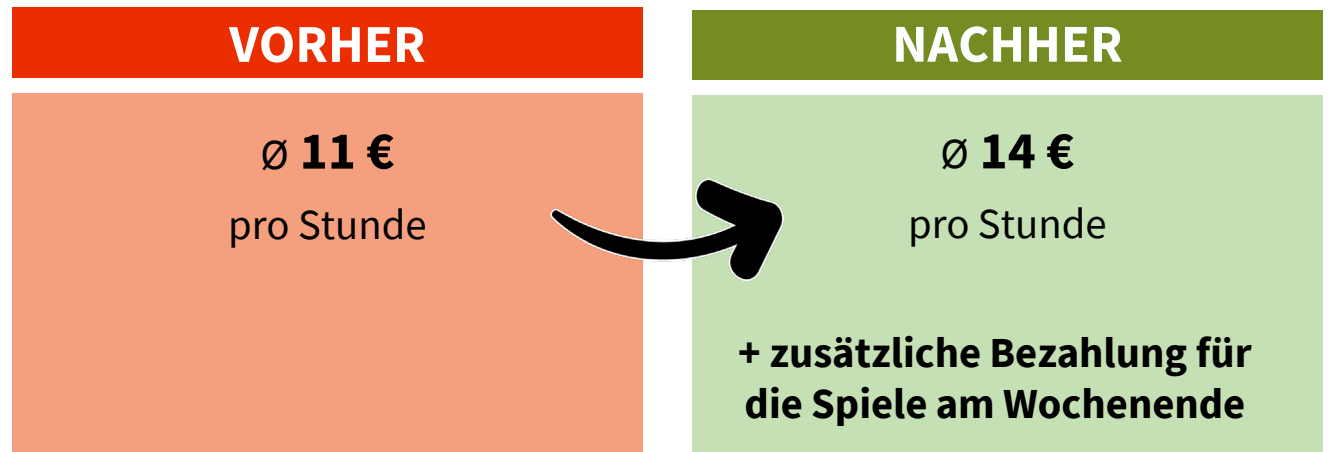 VORHER
ø 11 €
pro Stunde
NACHHER
ø 14 €
pro Stunde
+ zusätzliche Bezahlung für
die Spiele am Wochenende